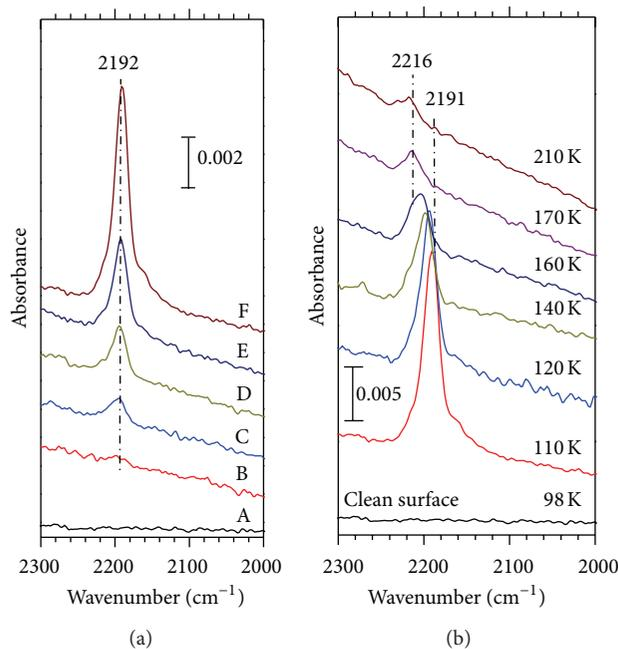 2192
0.002
Absorbance
F
E
D
C
B
A
2300
2200
2100
2000
Wavenumber (cm−1)
(a)
2216
2191
Absorbance
210 K
170 K
160 K
140 K
120 K
0.005
110 K
Clean surface
98 K
2300
2200
2100
2000
Wavenumber (cm−1)
(b)